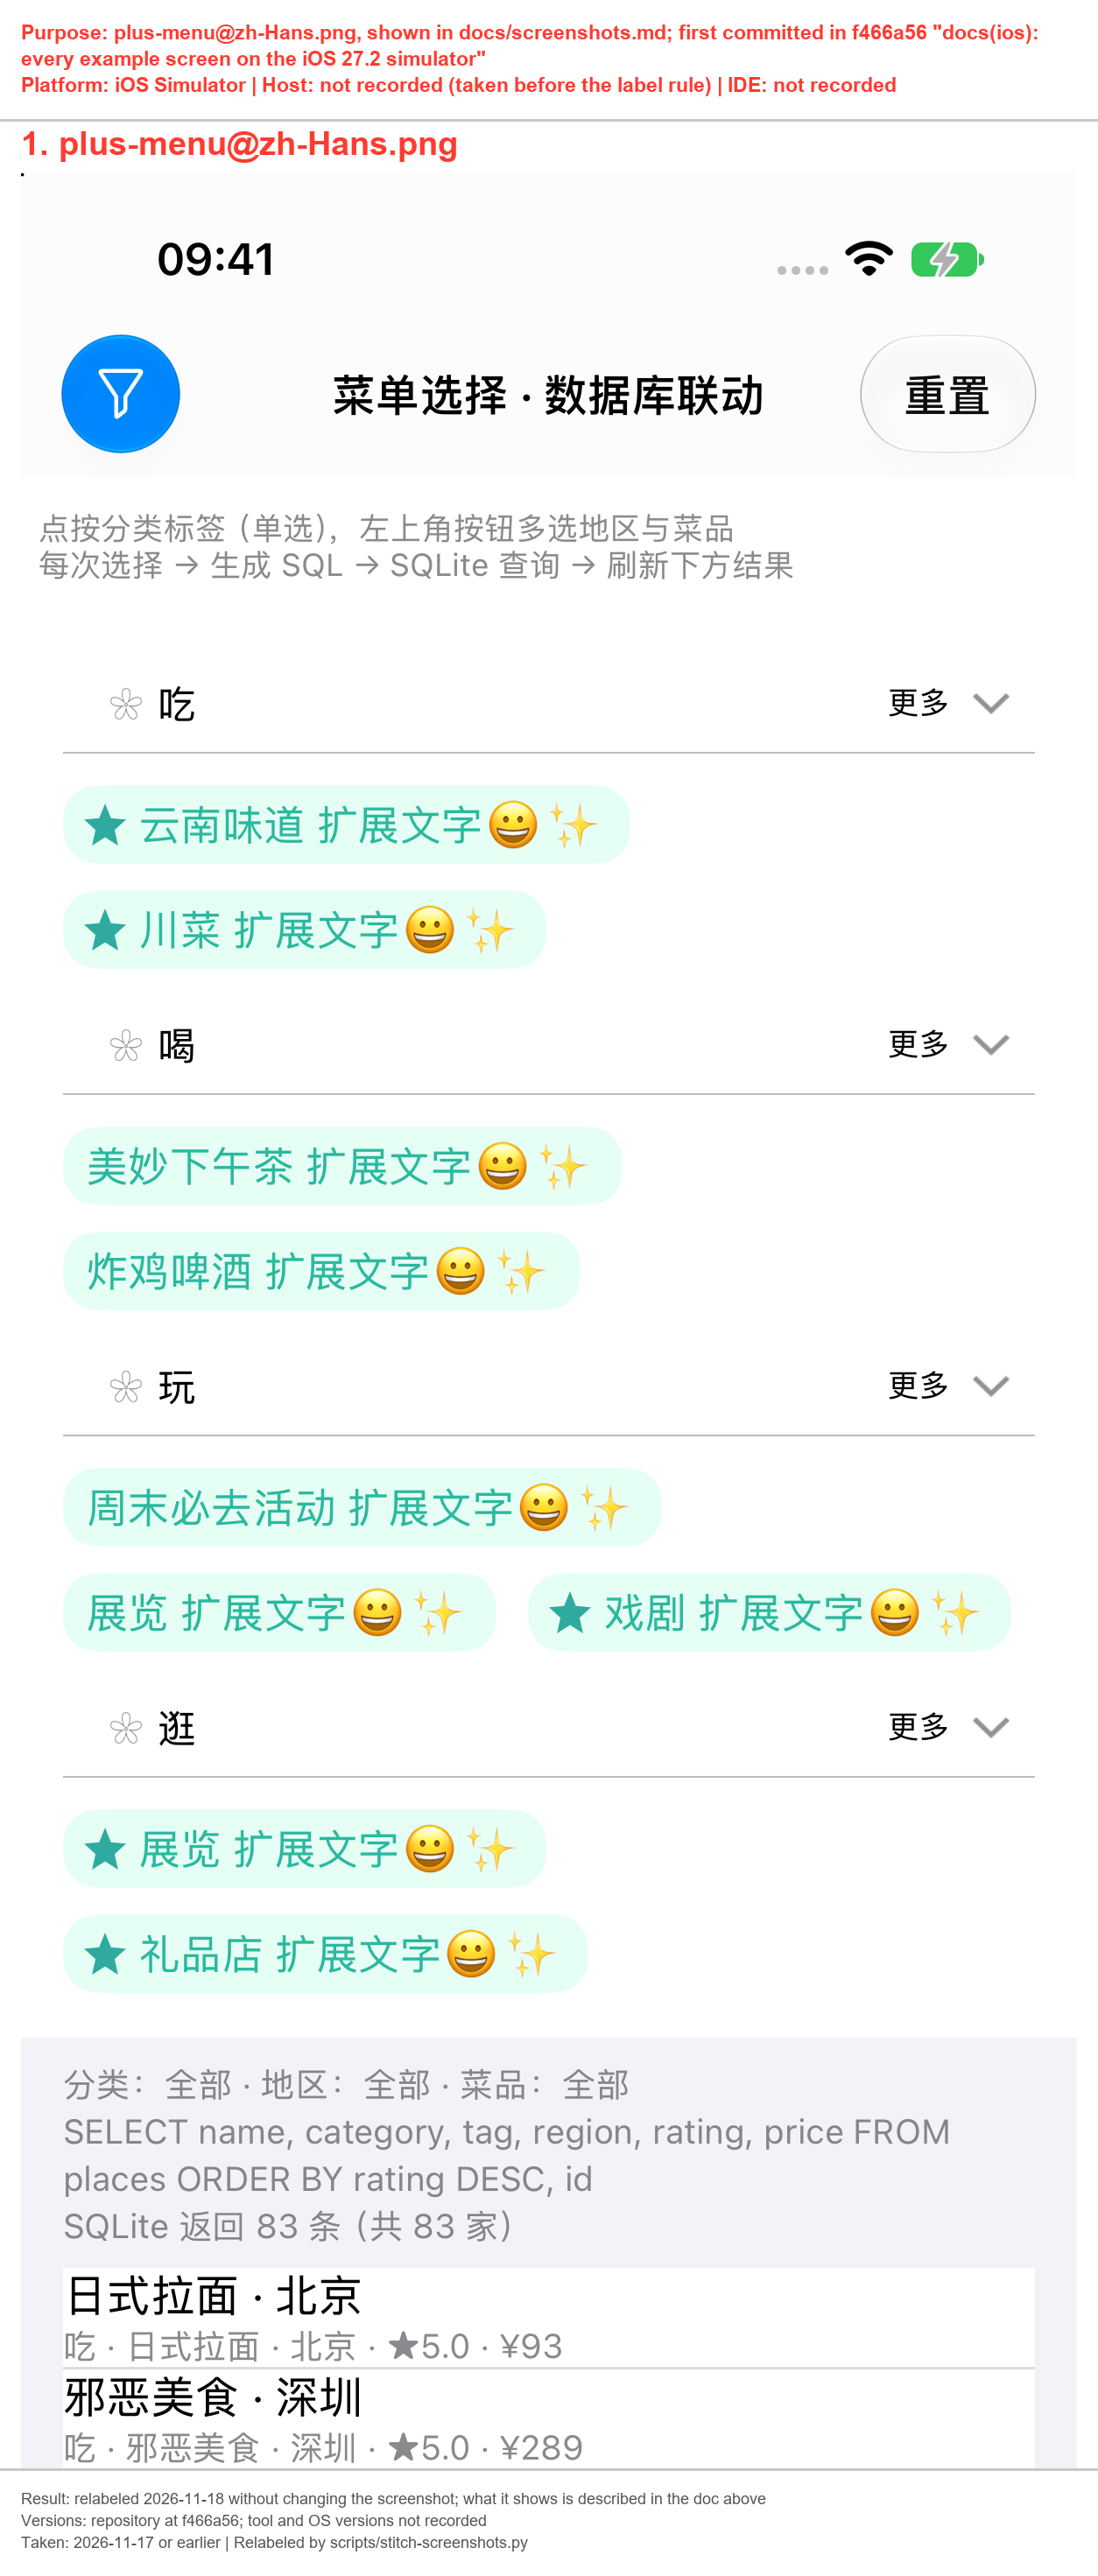 Purpose: plus-menu@zh-Hans.png, shown in docs/screenshots.md; first committed in f466a56 "docs(ios):
every example screen on the iOS 27.2 simulator"
Platform: iOS Simulator | Host: not recorded (taken before the label rule) | IDE: not recorded
1. plus-menu@zh-Hans.png
09:41
菜单选择 · 数据库联动
重置
点按分类标签（单选），左上角按钮多选地区与菜品
每次选择 → 生成 SQL → SQLite 查询 → 刷新下方结果
吃 更多
★ 云南味道 扩展文字😀✨
★ 川菜 扩展文字😀✨
喝 更多
美妙下午茶 扩展文字😀✨
炸鸡啤酒 扩展文字😀✨
玩 更多
周末必去活动 扩展文字😀✨
展览 扩展文字😀✨ ★ 戏剧 扩展文字😀✨
逛 更多
★ 展览 扩展文字😀✨
★ 礼品店 扩展文字😀✨
分类：全部 · 地区：全部 · 菜品：全部
SELECT name, category, tag, region, rating, price FROM
places ORDER BY rating DESC, id
SQLite 返回 83 条（共 83 家）
日式拉面 · 北京
吃 · 日式拉面 · 北京 · ★5.0 · ¥93
邪恶美食 · 深圳
吃 · 邪恶美食 · 深圳 · ★5.0 · ¥289
Result: relabeled 2026-11-18 without changing the screenshot; what it shows is described in the doc above
Versions: repository at f466a56; tool and OS versions not recorded
Taken: 2026-11-17 or earlier | Relabeled by scripts/stitch-screenshots.py